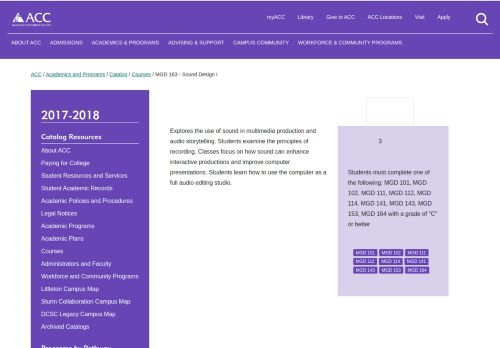 ACC
myACC Library Give to ACC ACC Locations Visit Apply
ABOUT ACC ADMISSIONS ACADEMICS & PROGRAMS ADVISING & SUPPORT CAMPUS COMMUNITY WORKFORCE & COMMUNITY PROGRAMS
ACC / Academics and Programs / Catalog / Courses / MGD 163 - Sound Design I
2017-2018
Catalog Resources
About ACC
Paying for College
Student Resources and Services
Student Academic Records
Academic Policies and Procedures
Legal Notices
Academic Programs
Academic Plans
Courses
Administrators and Faculty
Workforce and Community Programs
Littleton Campus Map
Sturm Collaboration Campus Map
DCSC Legacy Campus Map
Archived Catalogs
Programs by Pathway
Explores the use of sound in multimedia production and
audio storytelling. Students examine the principles of
recording. Classes focus on how sound can enhance
interactive productions and improve computer
presentations. Students learn how to use the computer as a
full audio editing studio.
3
Students must complete one of
the following: MGD 101, MGD
102, MGD 111, MGD 112, MGD
114, MGD 141, MGD 143, MGD
153, MGD 164 with a grade of "C"
or better
MGD 101 MGD 102 MGD 111
MGD 112 MGD 114 MGD 141
MGD 143 MGD 153 MGD 164